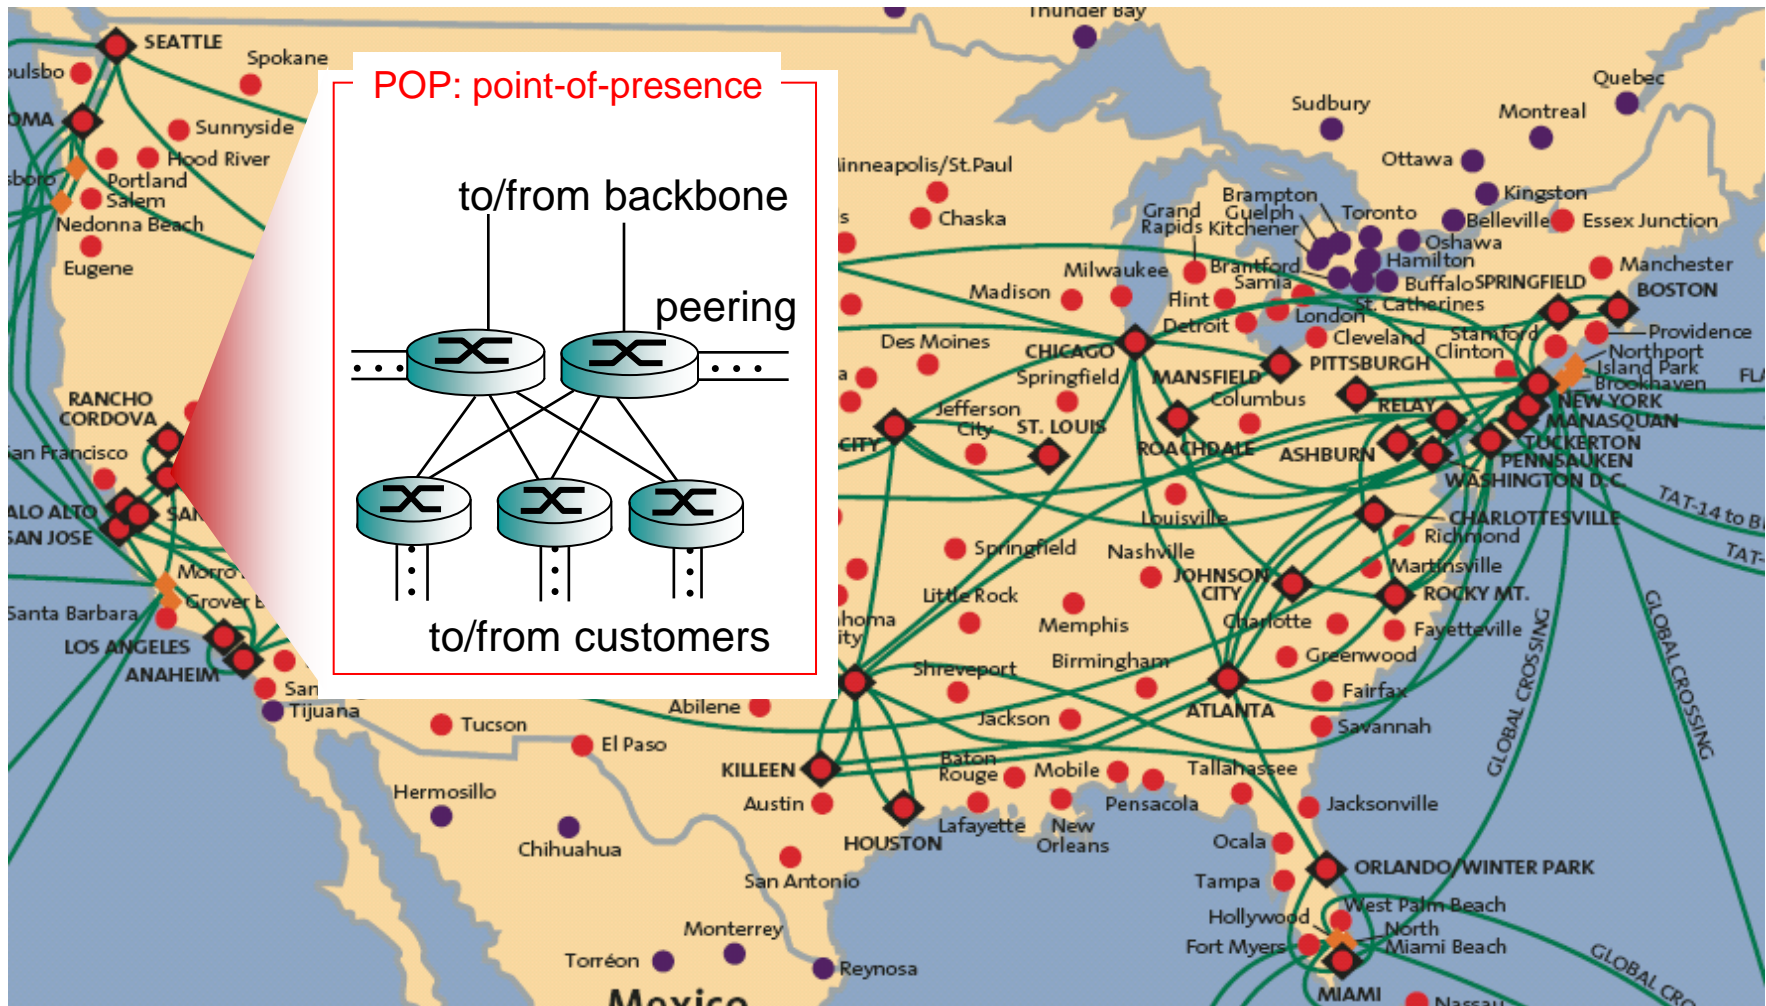 POP: point-of-presence
to/from backbone
peering
to/from customers
SEATTLE
Spokane
Sunnyside
Hood River
Portland
Salem
Nedonna Beach
Eugene
RANCHO
CORDOVA
SAN JOSE
Santa Barbara
LOS ANGELES
ANAHEIM
Tijuana
Tucson
El Paso
Hermosillo
Chihuahua
Monterrey
Torréon
Reynosa
Mexico
Thunder Bay
Chaska
Madison
Milwaukee
Grand
Rapids
Brampton
Guelph
Kitchener
Toronto
Sudbury
Quebec
Montreal
Ottawa
Kingston
Belleville
Essex Junction
Oshawa
Hamilton
Brantford
Sarnia
Buffalo
St. Catherines
SPRINGFIELD
Manchester
BOSTON
Flint
Detroit
London
Cleveland
Stamford
Clinton
Providence
Northport
Island Park
Brookhaven
Des Moines
CHICAGO
Springfield
MANSFIELD
PITTSBURGH
Columbus
RELAY
NEW YORK
MANASQUAN
TUCKERTON
PENNSAUKEN
WASHINGTON D.C.
CITY
Jefferson
City
ST. LOUIS
ROACHDALE
ASHBURN
Louisville
CHARLOTTESVILLE
Richmond
TAT-14 to
Springfield
Nashville
JOHNSON
CITY
Martinsville
ROCKY MT.
Little Rock
Memphis
Charlotte
Fayetteville
Greenwood
Shreveport
Birmingham
Fairfax
Abilene
Jackson
ATLANTA
Savannah
GLOBAL CROSSING
GLOBAL CROSSING
KILLEEN
Austin
HOUSTON
Baton
Rouge
Mobile
Lafayette
New
Orleans
Pensacola
Tallahassee
Jacksonville
San Antonio
Ocala
Tampa
ORLANDO/WINTER PARK
Hollywood
West Palm Beach
North
Miami Beach
Fort Myers
MIAMI
Nassau
GLOBAL